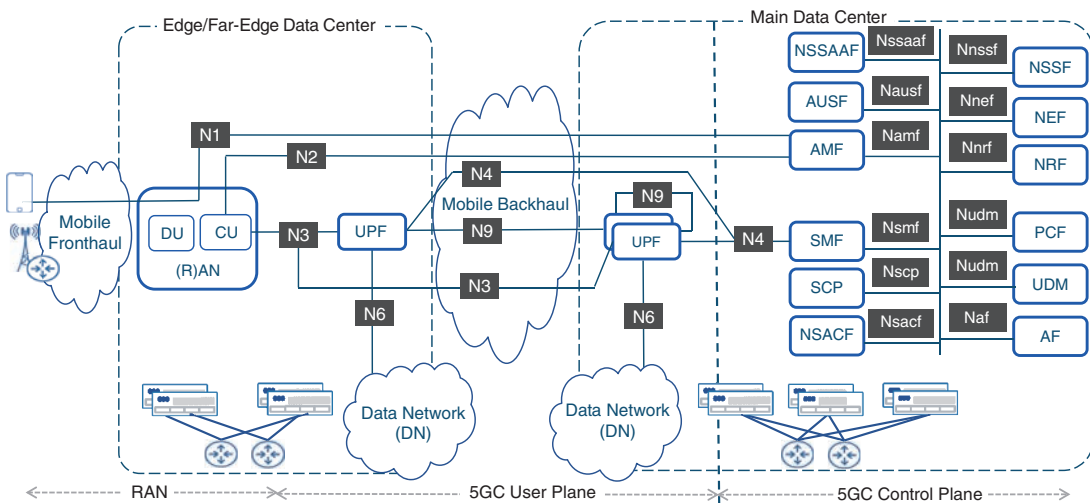 Edge/Far-Edge Data Center
Main Data Center
NSSAAF
Nssaaf
Nnssf
NSSF
AUSF
Nausf
Nnef
NEF
N1
AMF
Namf
Nnrf
NRF
N2
N4
Mobile
Fronthaul
DU
CU
(R)AN
N3
UPF
Mobile Backhaul
N9
N9
UPF
N4
SMF
Nsmf
Nudm
PCF
N3
SCP
Nscp
Nudm
UDM
N6
N6
NSACF
Nsacf
Naf
AF
Data Network
(DN)
Data Network
(DN)
RAN
5GC User Plane
5GC Control Plane